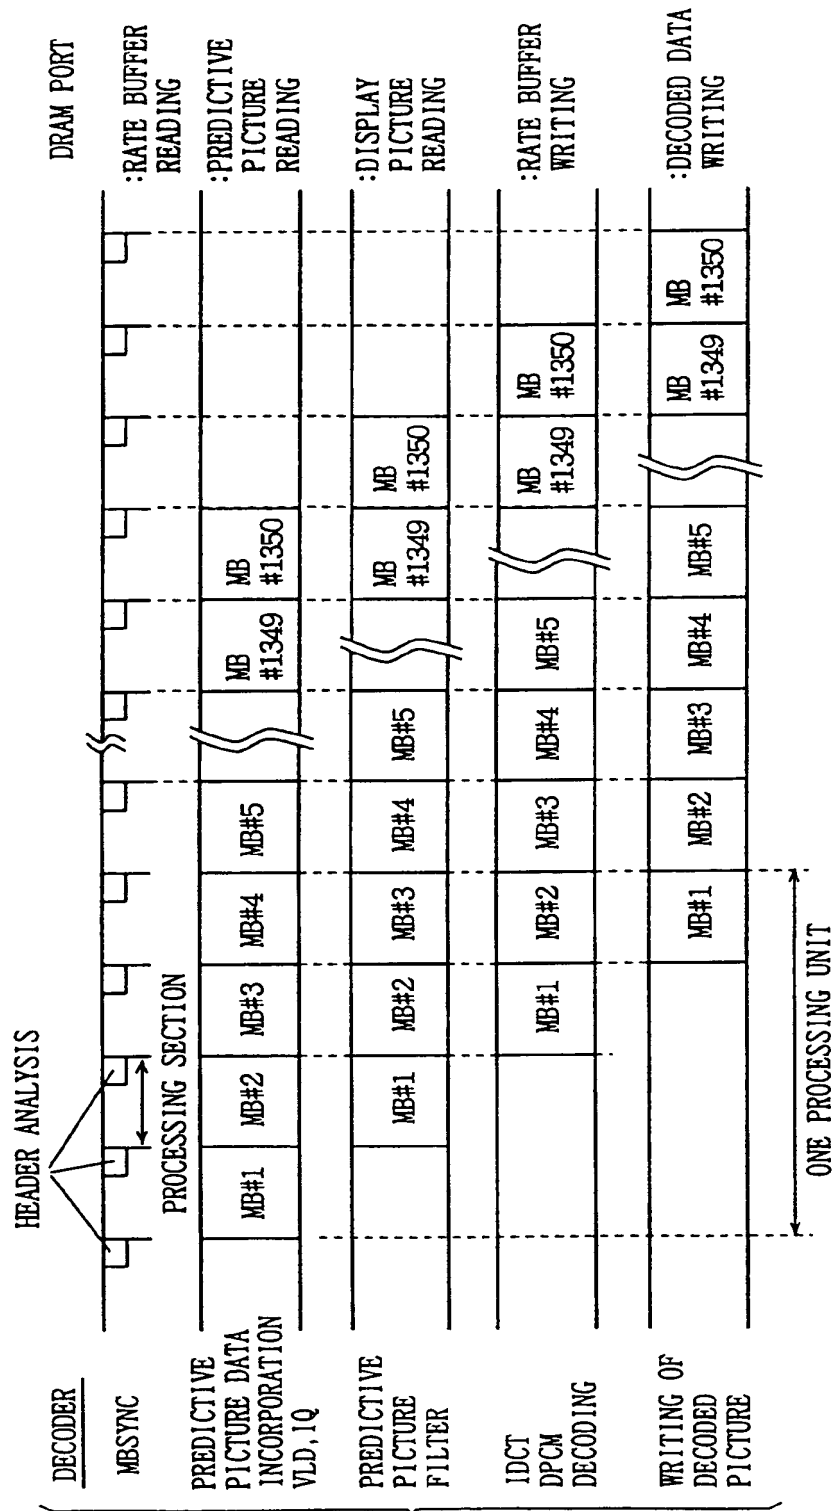 HEADER ANALYSIS
DECODER
DRAM PORT
MBSYNC
:RATE BUFFER
READING
PROCESSING SECTION
PREDICTIVE
PICTURE DATA
INCORPORATION
VLD,IQ
MB#1
MB#2
MB#3
MB#4
MB#5
MB
#1349
MB
#1350
:PREDICTIVE
PICTURE
READING
PREDICTIVE
PICTURE
FILTER
MB#1
MB#2
MB#3
MB#4
MB#5
MB
#1349
MB
#1350
:DISPLAY
PICTURE
READING
IDCT
DPCM
DECODING
MB#1
MB#2
MB#3
MB#4
MB#5
MB
#1349
MB
#1350
:RATE BUFFER
WRITING
WRITING OF
DECODED
PICTURE
MB#1
MB#2
MB#3
MB#4
MB#5
MB
#1349
MB
#1350
:DECODED DATA
WRITING
ONE PROCESSING UNIT